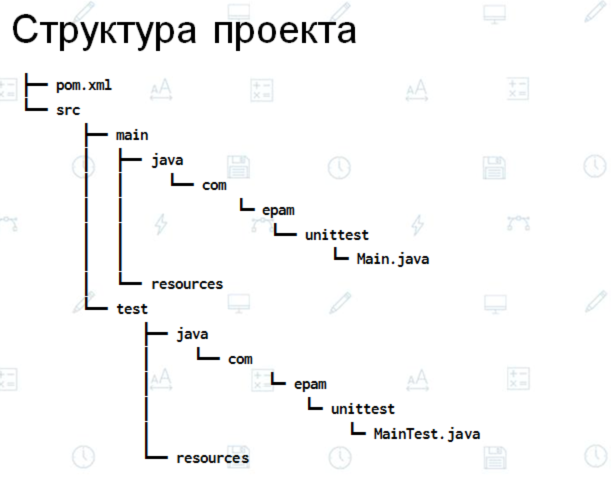 Структура проекта
pom.xml
src
main
java
com
epam
unittest
Main.java
resources
test
java
com
epam
unittest
MainTest.java
resources